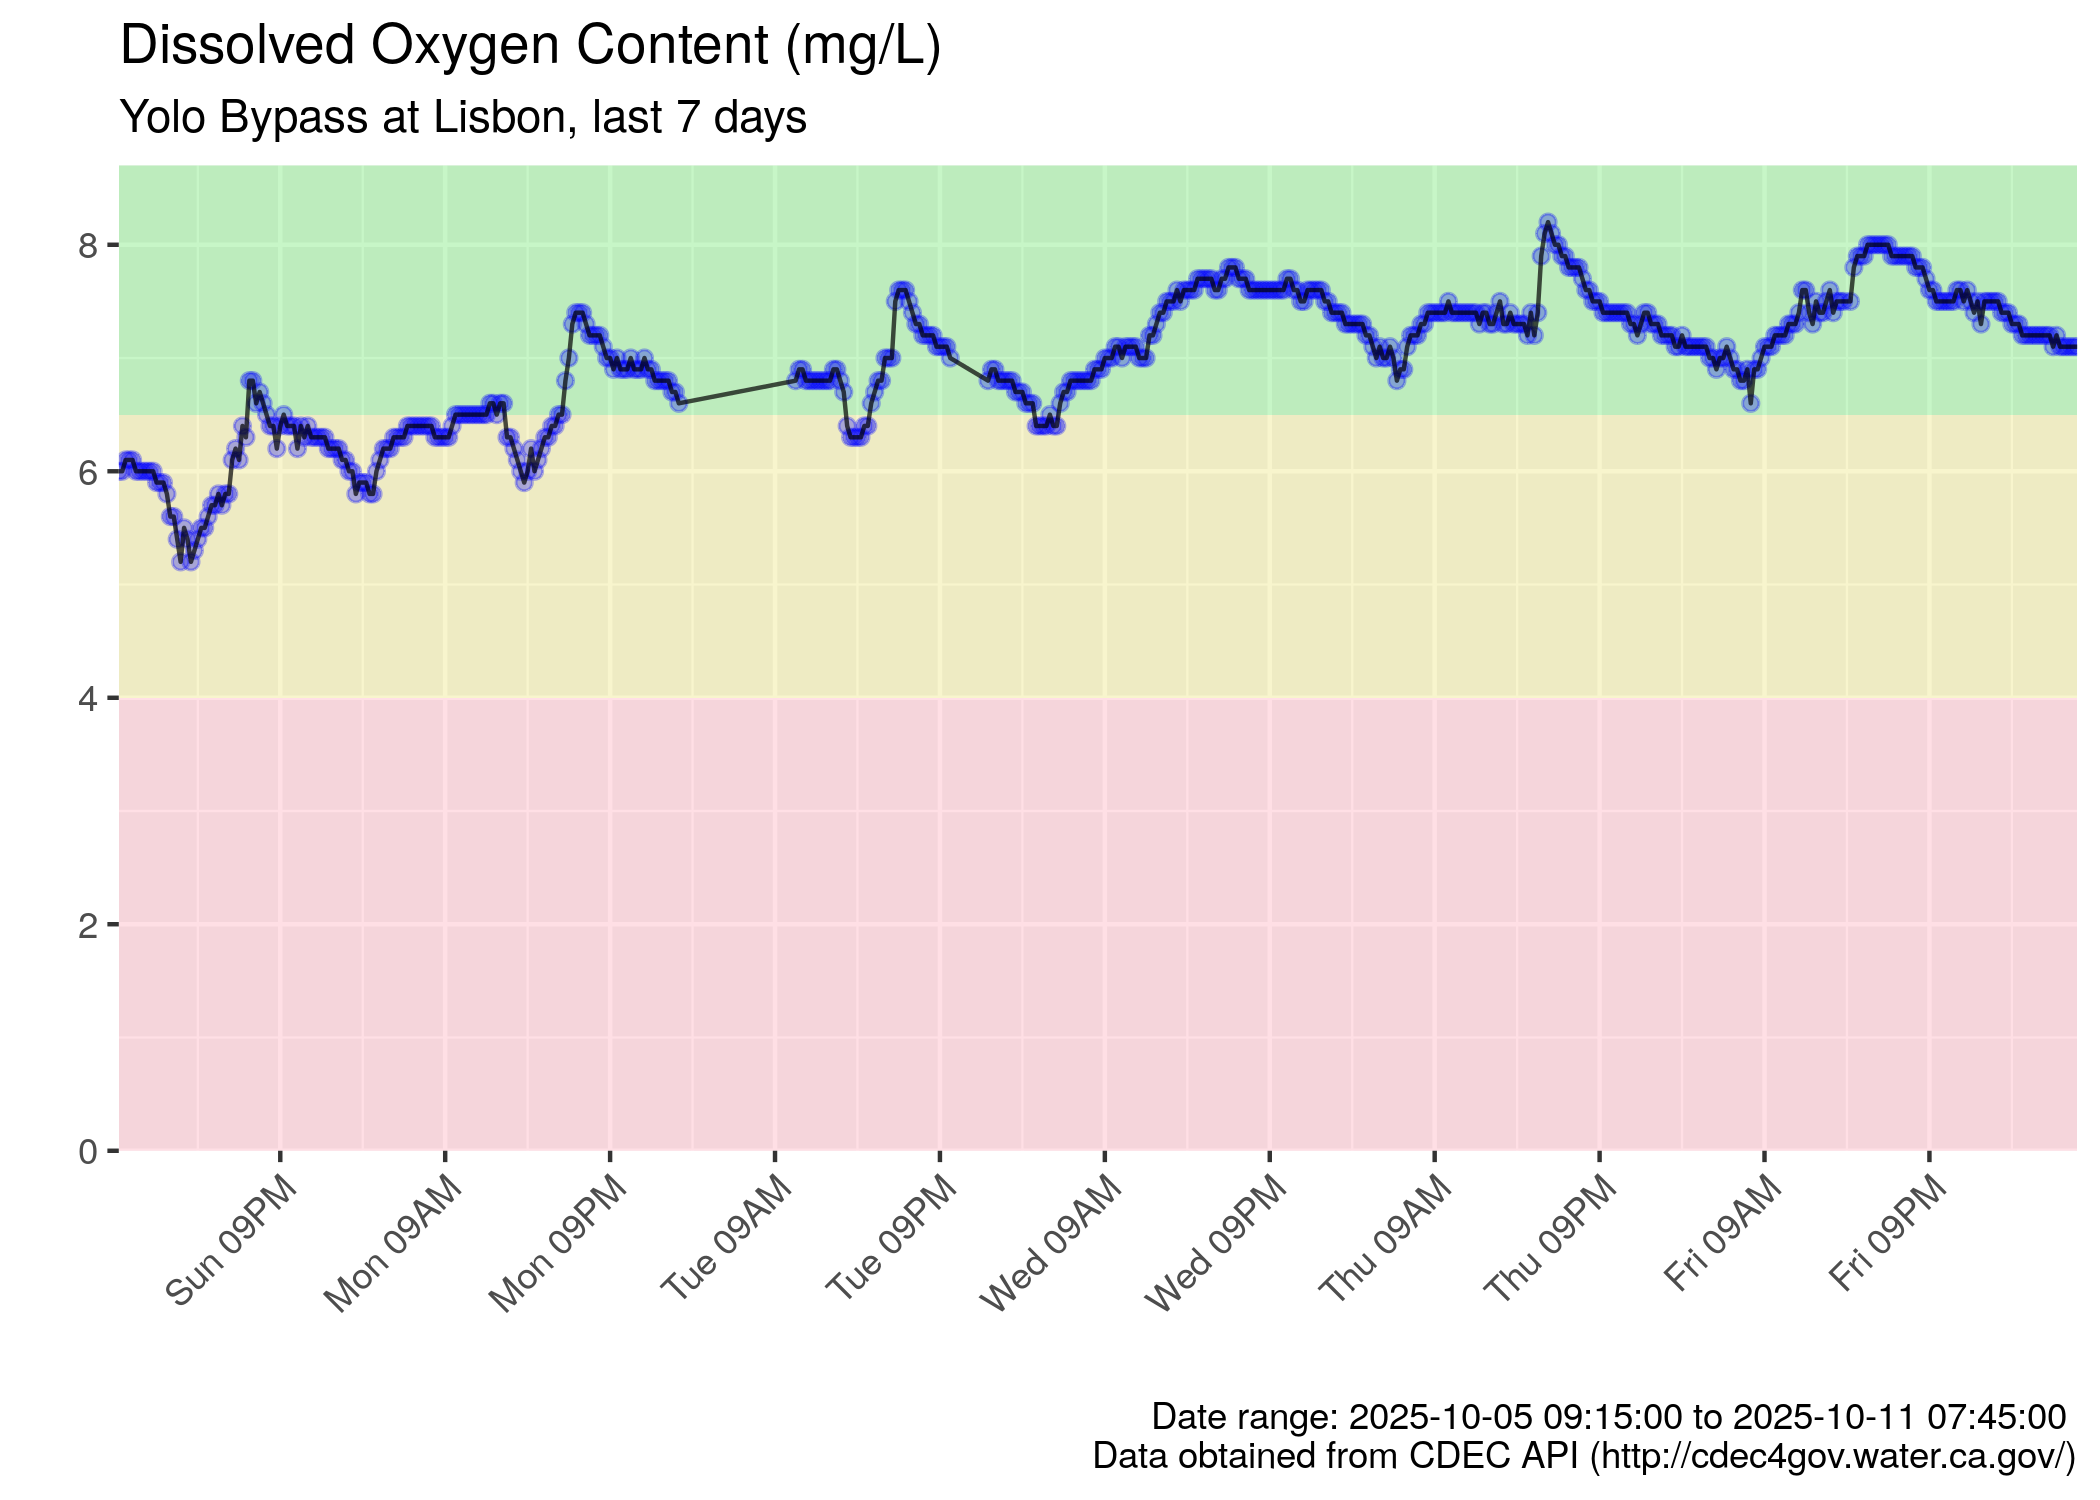 Dissolved Oxygen Content (mg/L)
Yolo Bypass at Lisbon, last 7 days
8
6
4
2
0
Sun 09PM
Mon 09AM
Mon 09PM
Tue 09AM
Tue 09PM
Wed 09AM
Wed 09PM
Thu 09AM
Thu 09PM
Fri 09AM
Fri 09PM
Date range: 2025-10-05 09:15:00 to 2025-10-11 07:45:00
Data obtained from CDEC API (http://cdec4gov.water.ca.gov/)